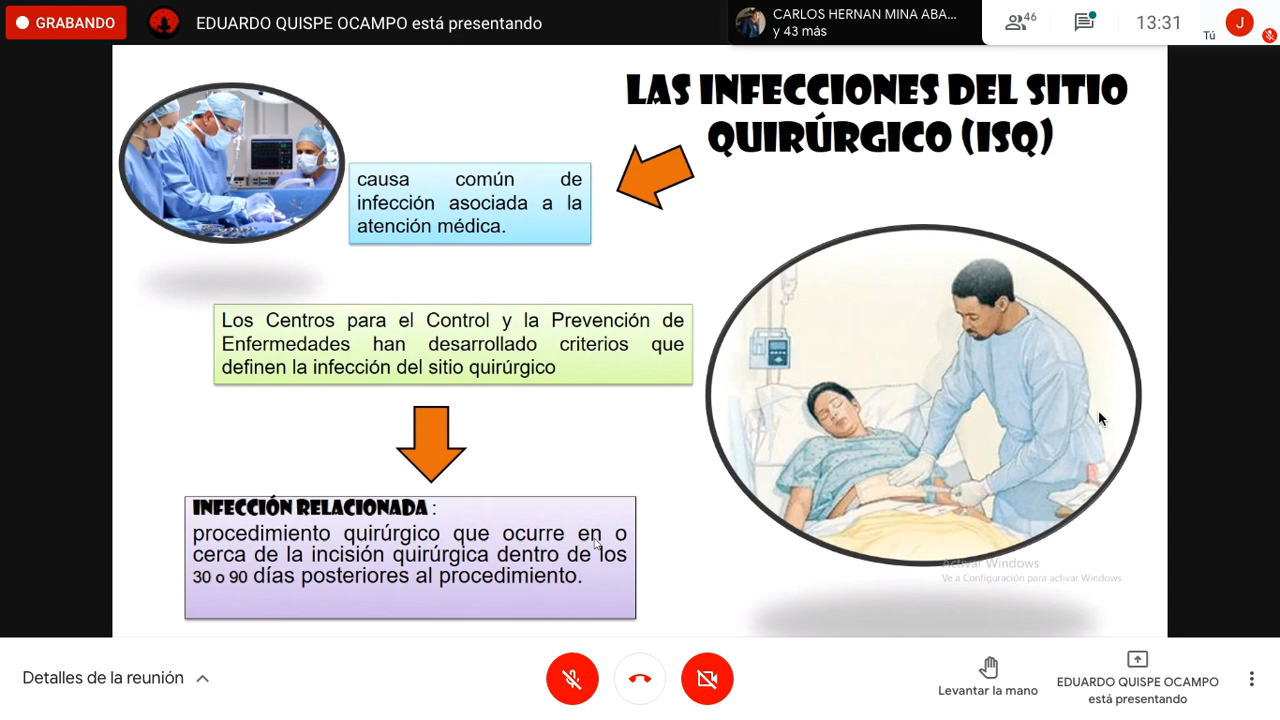 GRABANDO
EDUARDO QUISPE OCAMPO está presentando
CARLOS HERNAN MINA ABA...
y 43 más
46
13:31
Tú
J
LAS INFECCIONES DEL SITIO
QUIRÚRGICO (ISQ)
causa común de
infección asociada a la
atención médica.
Los Centros para el Control y la Prevención de
Enfermedades han desarrollado criterios que
definen la infección del sitio quirúrgico
INFECCIÓN RELACIONADA :
procedimiento quirúrgico que ocurre en o
cerca de la incisión quirúrgica dentro de los
30 o 90 días posteriores al procedimiento.
Activar Windows
Ve a Configuración para activar Windows.
Detalles de la reunión
Levantar la mano
EDUARDO QUISPE OCAMPO
está presentando